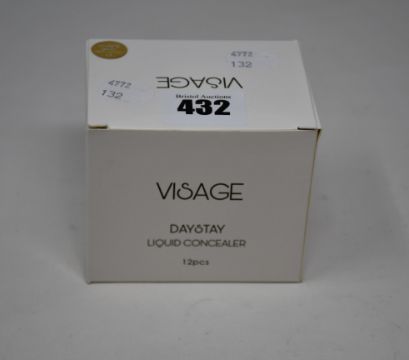 4772
132
VISAGE
4772
132
Bristol Auctions
432
VISAGE
DAYSTAY
LIQUID CONCEALER
12pcs